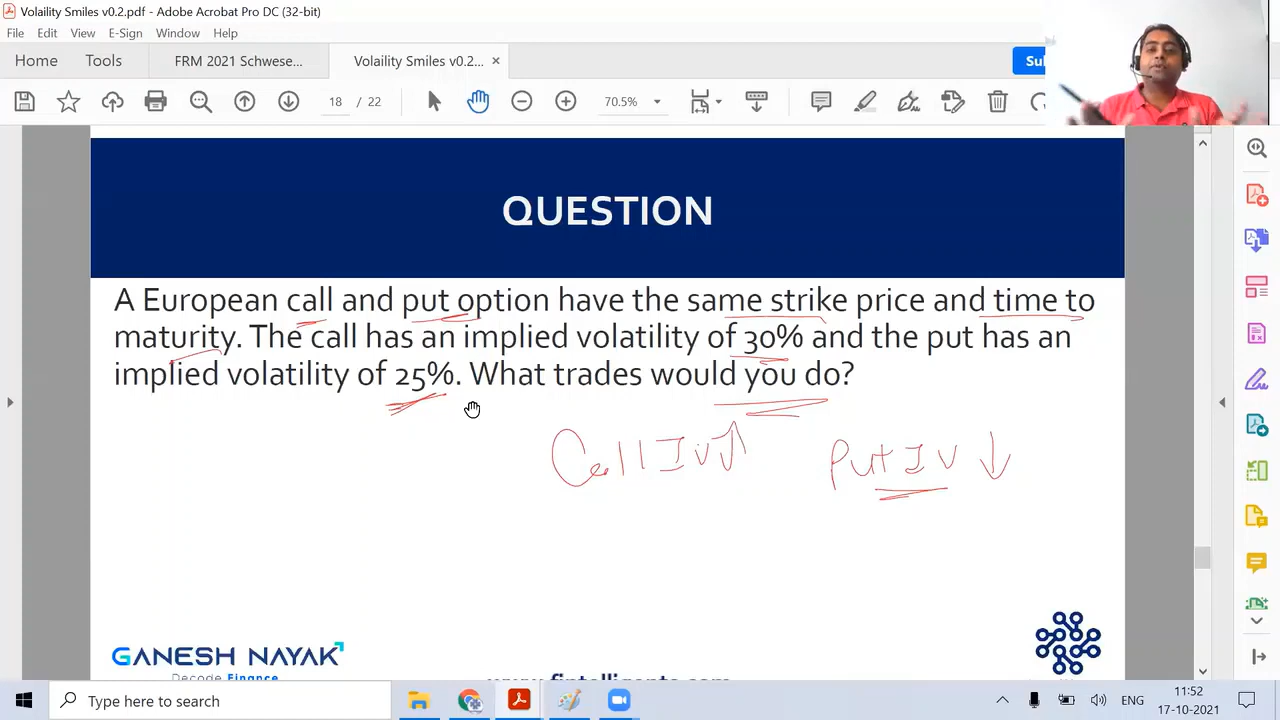 Volaility Smiles v0.2.pdf - Adobe Acrobat Pro DC (32-bit)
File Edit View E-Sign Window Help
Home Tools FRM 2021 Schwese... Volaility Smiles v0.2... ×
18 / 22 70.5%
QUESTION
A European call and put option have the same strike price and time to
maturity. The call has an implied volatility of 30% and the put has an
implied volatility of 25%. What trades would you do?
Call IV ↑ Put IV ↓
GANESH NAYAK
Decode Finance
www.fintelligents.com
Type here to search
ENG
11:52
17-10-2021